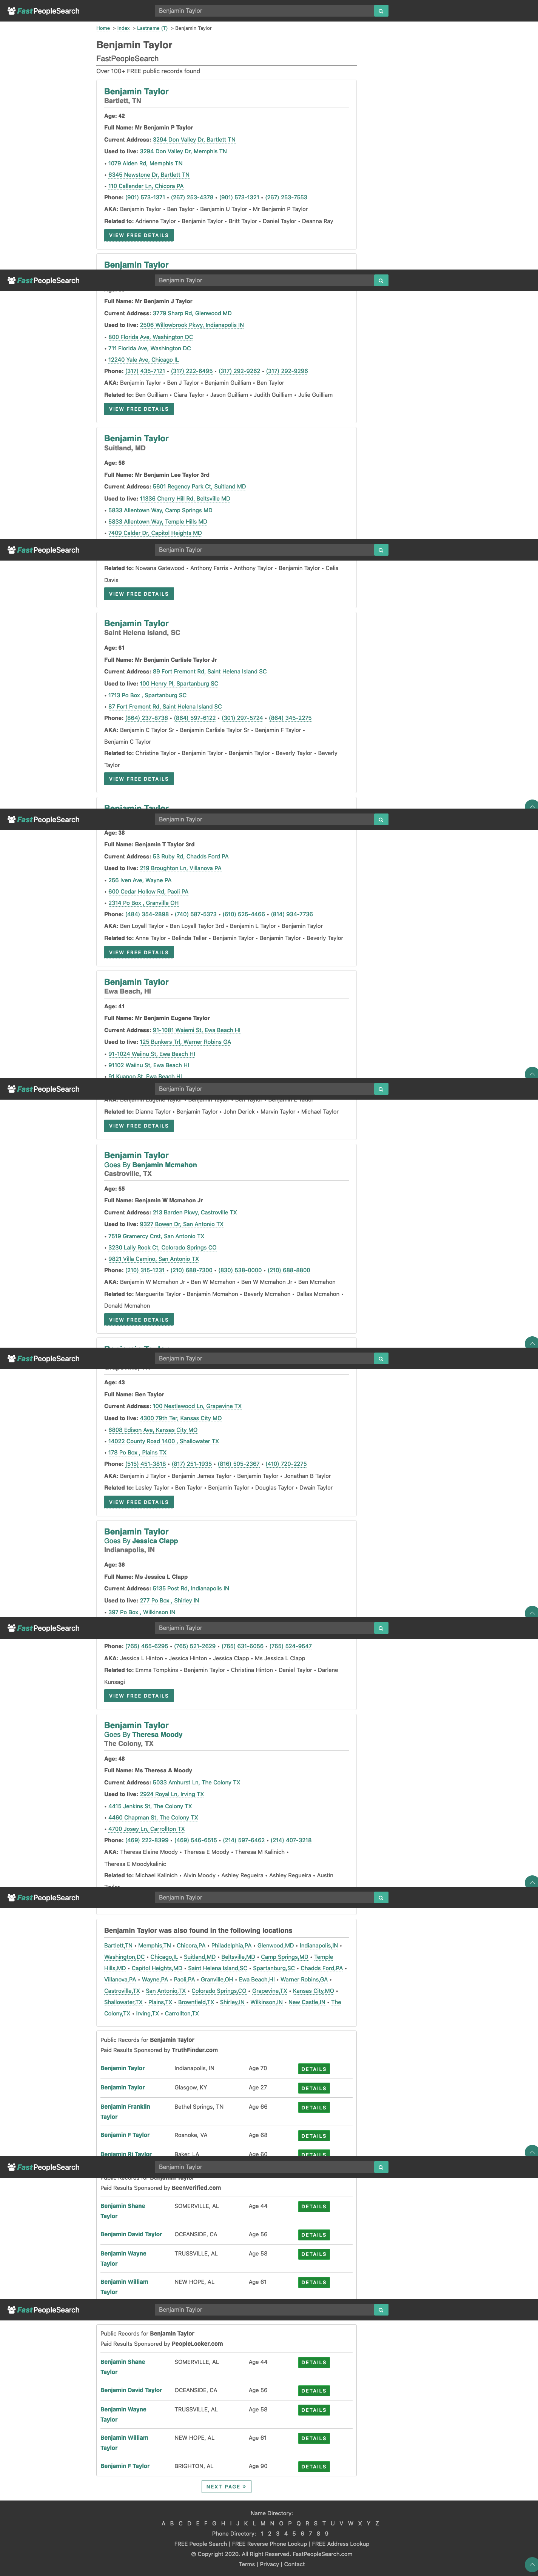 FastPeopleSearch
Benjamin Taylor
Home > Index > Lastname (T) > Benjamin Taylor
Benjamin Taylor
FastPeopleSearch
Over 100+ FREE public records found
Benjamin Taylor
Bartlett, TN
Age: 42
Full Name: Mr Benjamin P Taylor
Current Address: 3294 Don Valley Dr, Bartlett TN
Used to live: 3294 Don Valley Dr, Memphis TN
• 1079 Alden Rd, Memphis TN
• 6345 Newstone Dr, Bartlett TN
• 110 Callender Ln, Chicora PA
Phone: (901) 573-1371 • (267) 253-4378 • (901) 573-1321 • (267) 253-7553
AKA: Benjamin Taylor • Ben Taylor • Benjamin U Taylor • Mr Benjamin P Taylor
Related to: Adrienne Taylor • Benjamin Taylor • Britt Taylor • Daniel Taylor • Deanna Ray
VIEW FREE DETAILS
Benjamin Taylor
FastPeopleSearch
Benjamin Taylor
Full Name: Mr Benjamin J Taylor
Current Address: 3779 Sharp Rd, Glenwood MD
Used to live: 2506 Willowbrook Pkwy, Indianapolis IN
• 800 Florida Ave, Washington DC
• 711 Florida Ave, Washington DC
• 12240 Yale Ave, Chicago IL
Phone: (317) 435-7121 • (317) 222-6495 • (317) 292-9262 • (317) 292-9296
AKA: Benjamin Taylor • Ben J Taylor • Benjamin Guilliam • Ben Taylor
Related to: Ben Guilliam • Ciara Taylor • Jason Guilliam • Judith Guilliam • Julie Guilliam
VIEW FREE DETAILS
Benjamin Taylor
Suitland, MD
Age: 56
Full Name: Mr Benjamin Lee Taylor 3rd
Current Address: 5601 Regency Park Ct, Suitland MD
Used to live: 11336 Cherry Hill Rd, Beltsville MD
• 5833 Allentown Way, Camp Springs MD
• 5833 Allentown Way, Temple Hills MD
• 7409 Calder Dr, Capitol Heights MD
FastPeopleSearch
Benjamin Taylor
Related to: Nowana Gatewood • Anthony Farris • Anthony Taylor • Benjamin Taylor • Celia
Davis
VIEW FREE DETAILS
Benjamin Taylor
Saint Helena Island, SC
Age: 61
Full Name: Mr Benjamin Carlisle Taylor Jr
Current Address: 89 Fort Fremont Rd, Saint Helena Island SC
Used to live: 100 Henry Pl, Spartanburg SC
• 1713 Po Box , Spartanburg SC
• 87 Fort Fremont Rd, Saint Helena Island SC
Phone: (864) 237-8738 • (864) 597-6122 • (301) 297-5724 • (864) 345-2275
AKA: Benjamin C Taylor Sr • Benjamin Carlisle Taylor Sr • Benjamin F Taylor •
Benjamin C Taylor
Related to: Christine Taylor • Benjamin Taylor • Benjamin Taylor • Beverly Taylor • Beverly
Taylor
VIEW FREE DETAILS
Benjamin Taylor
FastPeopleSearch
Benjamin Taylor
Age: 38
Full Name: Benjamin T Taylor 3rd
Current Address: 53 Ruby Rd, Chadds Ford PA
Used to live: 219 Broughton Ln, Villanova PA
• 256 Iven Ave, Wayne PA
• 600 Cedar Hollow Rd, Paoli PA
• 2314 Po Box , Granville OH
Phone: (484) 354-2898 • (740) 587-5373 • (610) 525-4466 • (814) 934-7736
AKA: Ben Loyall Taylor • Ben Loyall Taylor 3rd • Benjamin L Taylor • Benjamin Taylor
Related to: Anne Taylor • Belinda Teller • Benjamin Taylor • Benjamin Taylor • Beverly Taylor
VIEW FREE DETAILS
Benjamin Taylor
Ewa Beach, HI
Age: 41
Full Name: Mr Benjamin Eugene Taylor
Current Address: 91-1081 Waiemi St, Ewa Beach HI
Used to live: 125 Bunkers Trl, Warner Robins GA
• 91-1024 Waiinu St, Ewa Beach HI
• 91102 Waiinu St, Ewa Beach HI
• 91 Kuanoo St, Ewa Beach HI
FastPeopleSearch
Benjamin Taylor
Related to: Dianne Taylor • Benjamin Taylor • John Derick • Marvin Taylor • Michael Taylor
VIEW FREE DETAILS
Benjamin Taylor
Goes By Benjamin Mcmahon
Castroville, TX
Age: 55
Full Name: Benjamin W Mcmahon Jr
Current Address: 213 Barden Pkwy, Castroville TX
Used to live: 9327 Bowen Dr, San Antonio TX
• 7519 Gramercy Crst, San Antonio TX
• 3230 Lally Rook Ct, Colorado Springs CO
• 9821 Villa Camino, San Antonio TX
Phone: (210) 315-1231 • (210) 688-7300 • (830) 538-0000 • (210) 688-8800
AKA: Benjamin W Mcmahon Jr • Ben W Mcmahon • Ben W Mcmahon Jr • Ben Mcmahon
Related to: Marguerite Taylor • Benjamin Mcmahon • Beverly Mcmahon • Dallas Mcmahon •
Donald Mcmahon
VIEW FREE DETAILS
FastPeopleSearch
Benjamin Taylor
Age: 43
Full Name: Ben Taylor
Current Address: 100 Nestlewood Ln, Grapevine TX
Used to live: 4300 79th Ter, Kansas City MO
• 6808 Edison Ave, Kansas City MO
• 14022 County Road 1400 , Shallowater TX
• 178 Po Box , Plains TX
Phone: (515) 451-3818 • (817) 251-1935 • (816) 505-2367 • (410) 720-2275
AKA: Benjamin J Taylor • Benjamin James Taylor • Benjamin Taylor • Jonathan B Taylor
Related to: Lesley Taylor • Ben Taylor • Benjamin Taylor • Douglas Taylor • Dwain Taylor
VIEW FREE DETAILS
Benjamin Taylor
Goes By Jessica Clapp
Indianapolis, IN
Age: 36
Full Name: Ms Jessica L Clapp
Current Address: 5135 Post Rd, Indianapolis IN
Used to live: 277 Po Box , Shirley IN
• 397 Po Box , Wilkinson IN
FastPeopleSearch
Benjamin Taylor
Phone: (765) 465-6295 • (765) 521-2629 • (765) 631-6056 • (765) 524-9547
AKA: Jessica L Hinton • Jessica Hinton • Jessica Clapp • Ms Jessica L Clapp
Related to: Emma Tompkins • Benjamin Taylor • Christina Hinton • Daniel Taylor • Darlene
Kunsagi
VIEW FREE DETAILS
Benjamin Taylor
Goes By Theresa Moody
The Colony, TX
Age: 48
Full Name: Ms Theresa A Moody
Current Address: 5033 Amhurst Ln, The Colony TX
Used to live: 2924 Royal Ln, Irving TX
• 4415 Jenkins St, The Colony TX
• 4460 Chapman St, The Colony TX
• 4700 Josey Ln, Carrollton TX
Phone: (469) 222-8399 • (469) 546-6515 • (214) 597-6462 • (214) 407-3218
AKA: Theresa Elaine Moody • Theresa E Moody • Theresa M Kalinich •
Theresa E Moodykalinic
Related to: Michael Kalinich • Alvin Moody • Ashley Regueira • Ashley Regueira • Austin
FastPeopleSearch
Benjamin Taylor
Benjamin Taylor was also found in the following locations
Bartlett,TN • Memphis,TN • Chicora,PA • Philadelphia,PA • Glenwood,MD • Indianapolis,IN •
Washington,DC • Chicago,IL • Suitland,MD • Beltsville,MD • Camp Springs,MD • Temple
Hills,MD • Capitol Heights,MD • Saint Helena Island,SC • Spartanburg,SC • Chadds Ford,PA •
Villanova,PA • Wayne,PA • Paoli,PA • Granville,OH • Ewa Beach,HI • Warner Robins,GA •
Castroville,TX • San Antonio,TX • Colorado Springs,CO • Grapevine,TX • Kansas City,MO •
Shallowater,TX • Plains,TX • Brownfield,TX • Shirley,IN • Wilkinson,IN • New Castle,IN • The
Colony,TX • Irving,TX • Carrollton,TX
Public Records for Benjamin Taylor
Paid Results Sponsored by TruthFinder.com
Benjamin Taylor Indianapolis, IN Age 70 DETAILS
Benjamin Taylor Glasgow, KY Age 27 DETAILS
Benjamin Franklin Taylor Bethel Springs, TN Age 66 DETAILS
Benjamin F Taylor Roanoke, VA Age 68 DETAILS
Benjamin Rj Taylor Baker, LA Age 60 DETAILS
FastPeopleSearch
Benjamin Taylor
Public Records for Benjamin Taylor
Paid Results Sponsored by BeenVerified.com
Benjamin Shane Taylor SOMERVILLE, AL Age 44 DETAILS
Benjamin David Taylor OCEANSIDE, CA Age 56 DETAILS
Benjamin Wayne Taylor TRUSSVILLE, AL Age 58 DETAILS
Benjamin William Taylor NEW HOPE, AL Age 61 DETAILS
FastPeopleSearch
Benjamin Taylor
Public Records for Benjamin Taylor
Paid Results Sponsored by PeopleLooker.com
Benjamin Shane Taylor SOMERVILLE, AL Age 44 DETAILS
Benjamin David Taylor OCEANSIDE, CA Age 56 DETAILS
Benjamin Wayne Taylor TRUSSVILLE, AL Age 58 DETAILS
Benjamin William Taylor NEW HOPE, AL Age 61 DETAILS
Benjamin F Taylor BRIGHTON, AL Age 90 DETAILS
NEXT PAGE >
Name Directory:
A B C D E F G H I J K L M N O P Q R S T U V W X Y Z
Phone Directory: 1 2 3 4 5 6 7 8 9
FREE People Search | FREE Reverse Phone Lookup | FREE Address Lookup
© Copyright 2020. All Right Reserved. FastPeopleSearch.com
Terms | Privacy | Contact